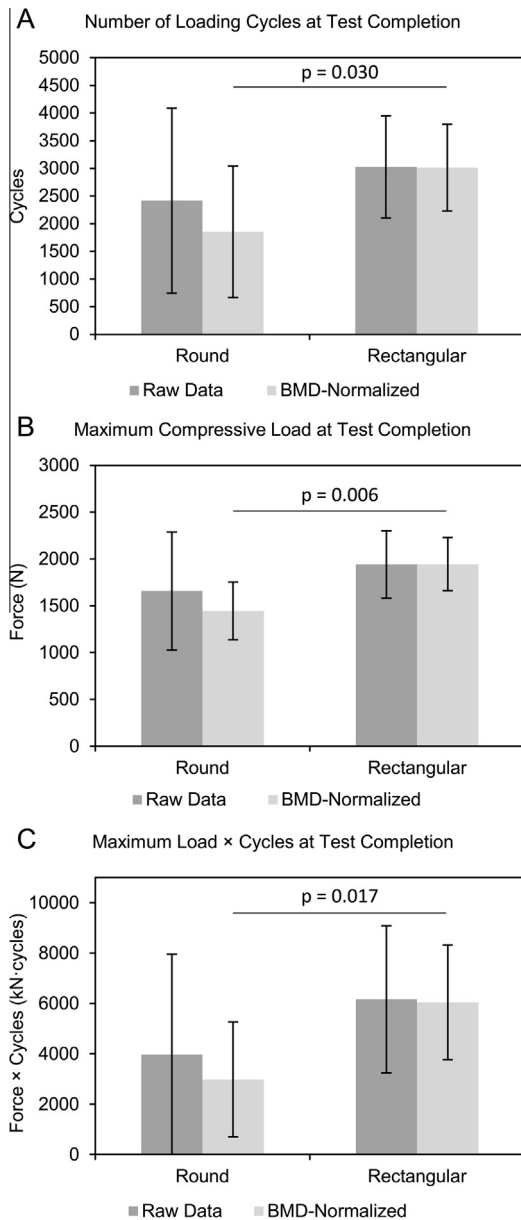 A
Number of Loading Cycles at Test Completion
5000
4500
4000
3500
3000
2500
2000
1500
1000
500
0
Cycles
p = 0.030
Round
Rectangular
Raw Data
BMD-Normalized
B
Maximum Compressive Load at Test Completion
3000
2500
2000
1500
1000
500
0
Force (N)
p = 0.006
Round
Rectangular
Raw Data
BMD-Normalized
C
Maximum Load × Cycles at Test Completion
10000
8000
6000
4000
2000
0
Force × Cycles (kN·cycles)
p = 0.017
Round
Rectangular
Raw Data
BMD-Normalized